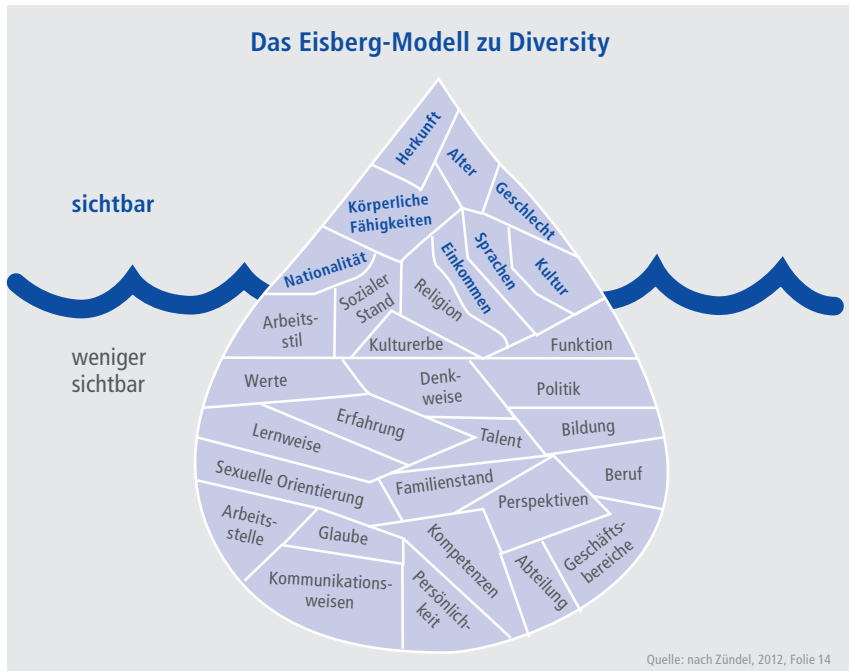 Das Eisberg-Modell zu Diversity
sichtbar
Herkunft
Alter
Geschlecht
Körperliche
Fähigkeiten
Nationalität
Einkommen
Sprachen
Kultur
weniger
sichtbar
Sozialer
Stand
Religion
Arbeits-
stil
Kulturerbe
Funktion
Werte
Denk-
weise
Politik
Erfahrung
Lernweise
Talent
Bildung
Sexuelle Orientierung
Familienstand
Beruf
Perspektiven
Arbeits-
stelle
Glaube
Kompetenzen
Geschäfts-
bereiche
Kommunikations-
weisen
Persönlich-
keit
Abteilung
Quelle: nach Zündel, 2012, Folie 14